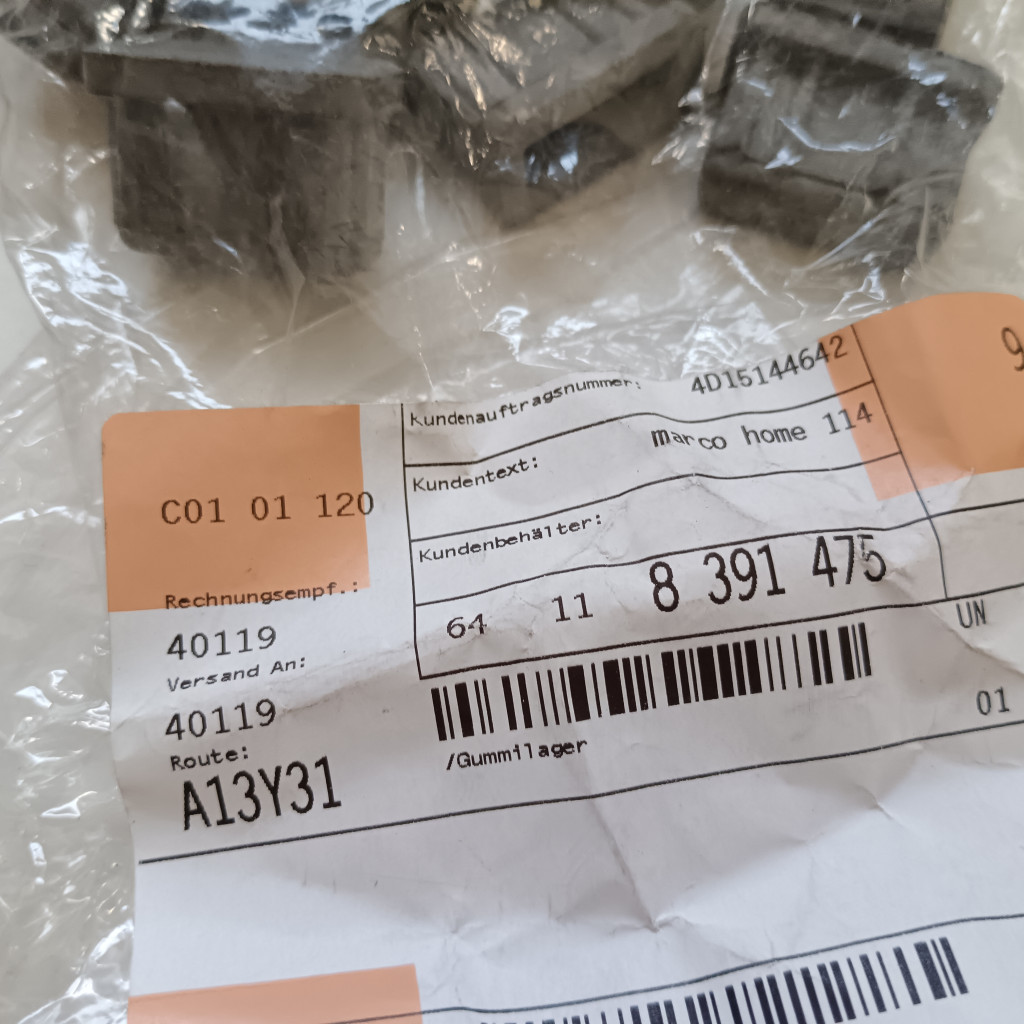 Kundenauftragsnummer: 4D15144642
9
Kundentext: marco home 114
C01 01 120
Kundenbehälter:
64 11 8 391 475
Rechnungsempf.:
40119
UN
Versand An:
40119
01
Route:
/Gummilager
A13Y31